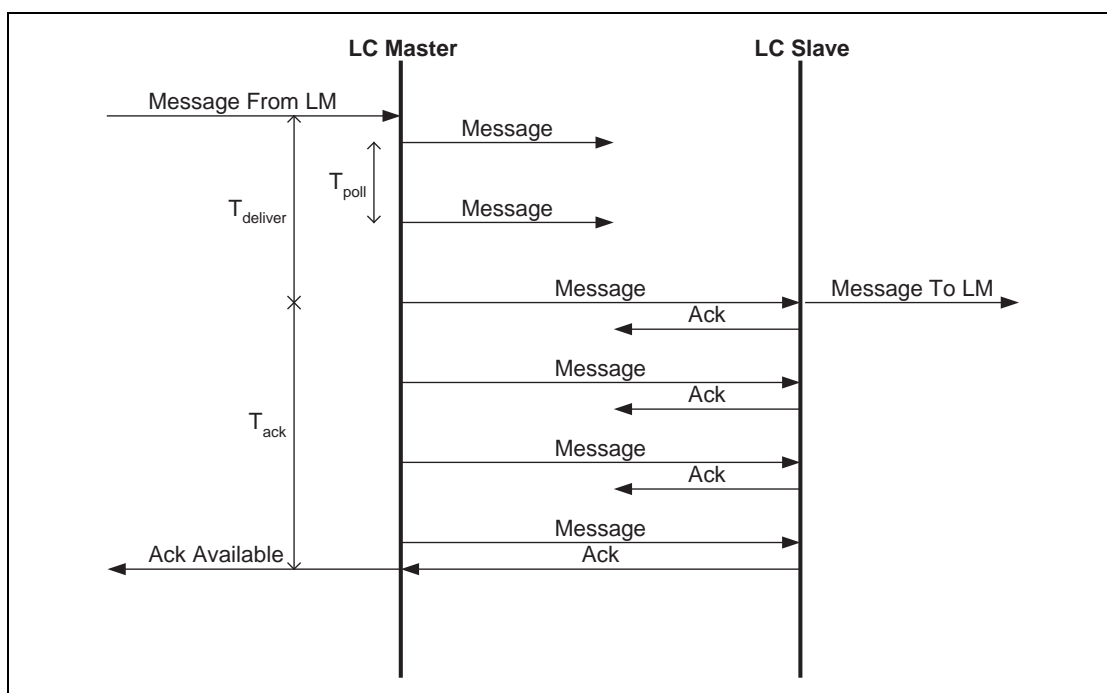 LC Master
LC Slave
Message From LM
Message
T_poll
Message
T_deliver
Message
Message To LM
Ack
Message
Ack
T_ack
Message
Ack
Message
Ack Available
Ack